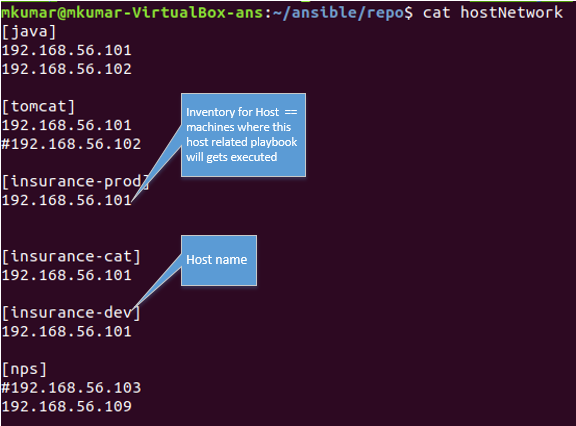 mkumar@mkumar-VirtualBox-ans:~/ansible/repo$ cat hostNetwork
[java]
192.168.56.101
192.168.56.102
[tomcat]
192.168.56.101
#192.168.56.102
Inventory for Host ==
machines where this
host related playbook
will gets executed
[insurance-prod]
192.168.56.101
[insurance-cat]
192.168.56.101
Host name
[insurance-dev]
192.168.56.101
[nps]
#192.168.56.103
192.168.56.109